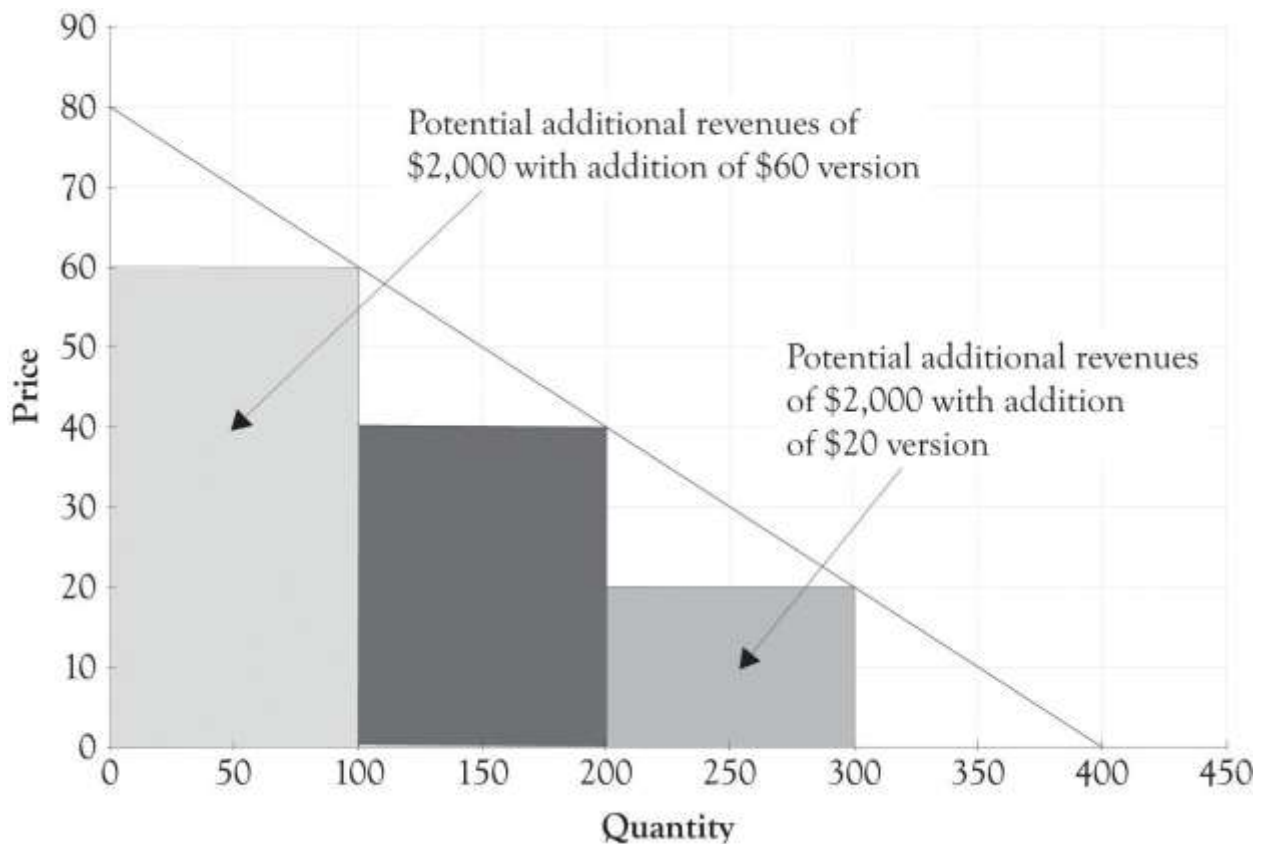 90
80
70
60
50
40
30
20
10
0
Price
Potential additional revenues of
$2,000 with addition of $60 version
Potential additional revenues
of $2,000 with addition
of $20 version
0 50 100 150 200 250 300 350 400 450
Quantity